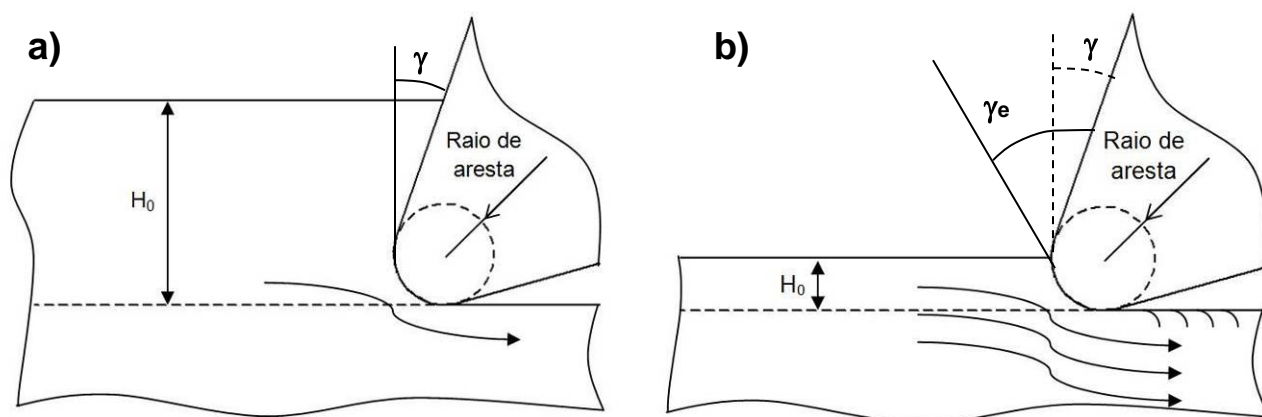 a)
γ
Raio de
aresta
H₀
b)
γ
γe
Raio de
aresta
H₀